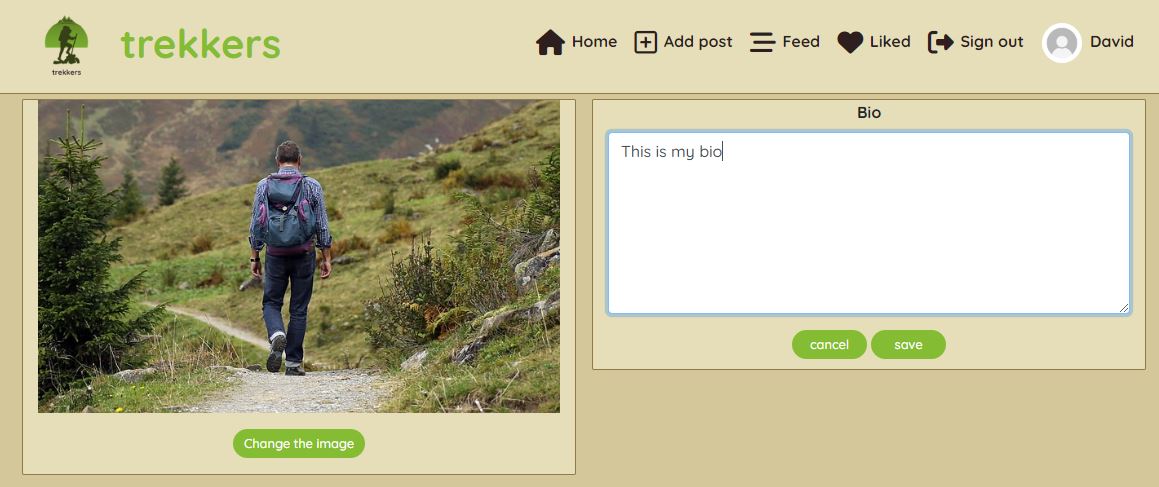 trekkers
trekkers
Home
Add post
Feed
Liked
Sign out
David
Bio
This is my bio
cancel
save
Change the image